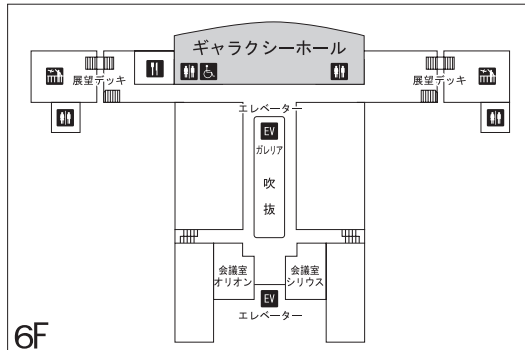 ギャラクシーホール
展望デッキ
展望デッキ
エレベーター
EV
ガレリア
吹
抜
会議室
オリオン
会議室
シリウス
EV
エレベーター
6F